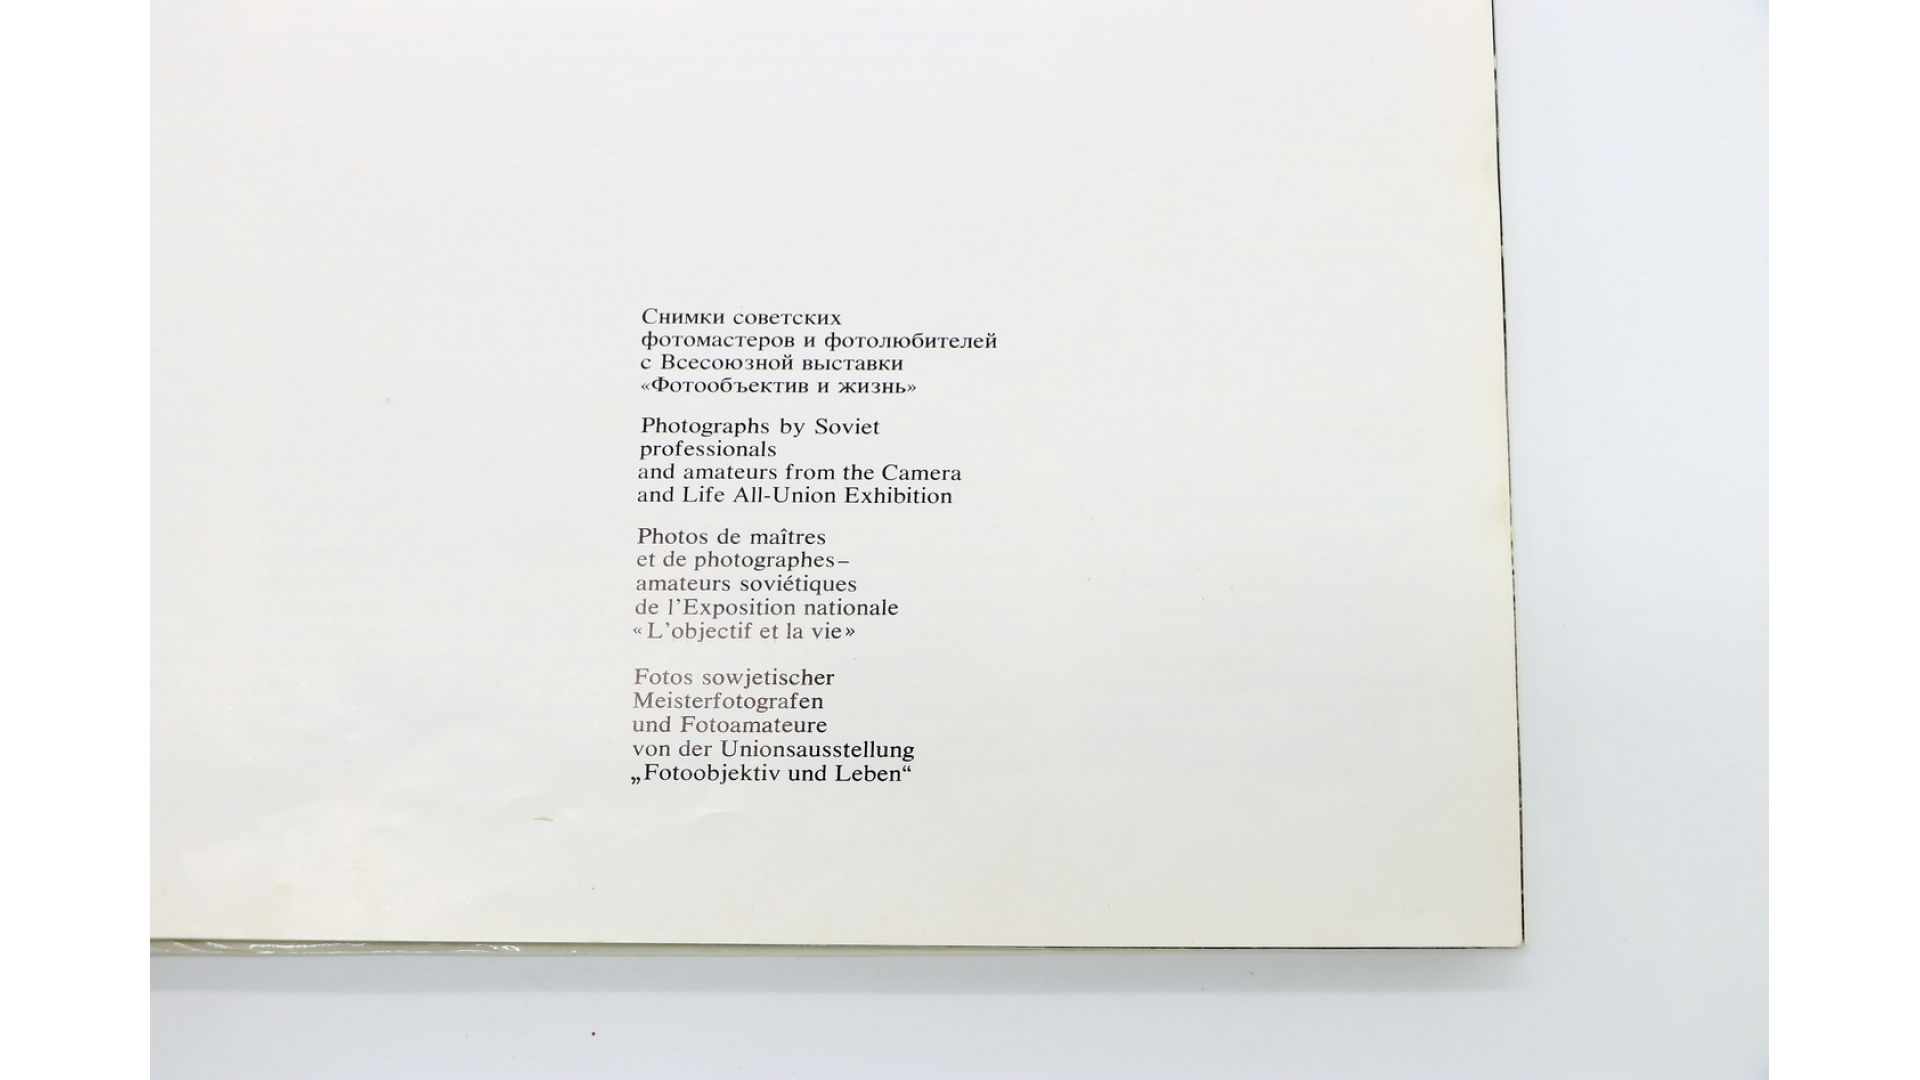 Снимки советских
фотомастеров и фотолюбителей
с Всесоюзной выставки
«Фотообъектив и жизнь»
Photographs by Soviet
professionals
and amateurs from the Camera
and Life All-Union Exhibition
Photos de maîtres
et de photographes–
amateurs soviétiques
de l'Exposition nationale
«L'objectif et la vie»
Fotos sowjetischer
Meisterfotografen
und Fotoamateure
von der Unionsausstellung
„Fotoobjektiv und Leben“